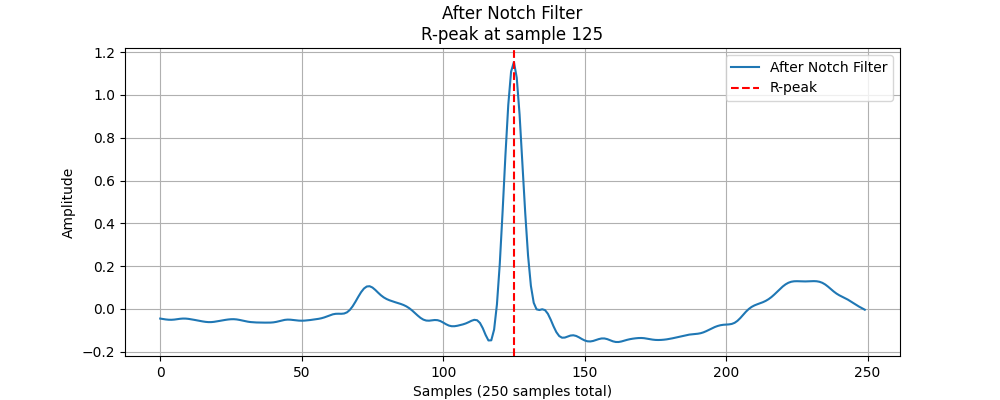 After Notch Filter
R-peak at sample 125
After Notch Filter
R-peak
Amplitude
1.2
1.0
0.8
0.6
0.4
0.2
0.0
−0.2
0 50 100 150 200 250
Samples (250 samples total)